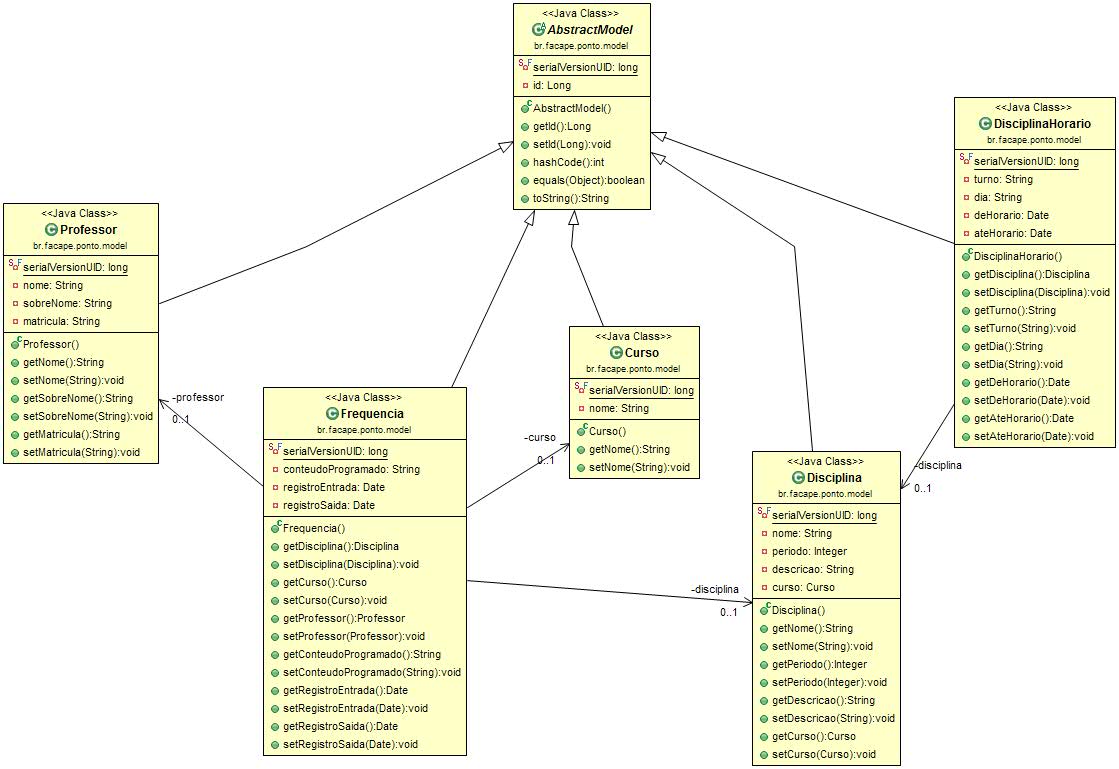 <<Java Class>>
AbstractModel
br.facape.ponto.model
serialVersionUID: long
id: Long
AbstractModel()
getId():Long
setId(Long):void
hashCode():int
equals(Object):boolean
toString():String
<<Java Class>>
DisciplinaHorario
br.facape.ponto.model
serialVersionUID: long
turno: String
dia: String
deHorario: Date
ateHorario: Date
DisciplinaHorario()
getDisciplina():Disciplina
setDisciplina(Disciplina):void
getTurno():String
setTurno(String):void
getDia():String
setDia(String):void
getDeHorario():Date
setDeHorario(Date):void
getAteHorario():Date
setAteHorario(Date):void
<<Java Class>>
Professor
br.facape.ponto.model
serialVersionUID: long
nome: String
sobreNome: String
matricula: String
Professor()
getNome():String
setNome(String):void
getSobreNome():String
setSobreNome(String):void
getMatricula():String
setMatricula(String):void
-professor
0..1
<<Java Class>>
Curso
br.facape.ponto.model
serialVersionUID: long
nome: String
Curso()
getNome():String
setNome(String):void
-curso
0..1
<<Java Class>>
Frequencia
br.facape.ponto.model
serialVersionUID: long
conteudoProgramado: String
registroEntrada: Date
registroSaida: Date
Frequencia()
getDisciplina():Disciplina
setDisciplina(Disciplina):void
getCurso():Curso
setCurso(Curso):void
getProfessor():Professor
setProfessor(Professor):void
getConteudoProgramado():String
setConteudoProgramado(String):void
getRegistroEntrada():Date
setRegistroEntrada(Date):void
getRegistroSaida():Date
setRegistroSaida(Date):void
-disciplina
0..1
-disciplina
0..1
<<Java Class>>
Disciplina
br.facape.ponto.model
serialVersionUID: long
nome: String
periodo: Integer
descricao: String
curso: Curso
Disciplina()
getNome():String
setNome(String):void
getPeriodo():Integer
setPeriodo(Integer):void
getDescricao():String
setDescricao(String):void
getCurso():Curso
setCurso(Curso):void